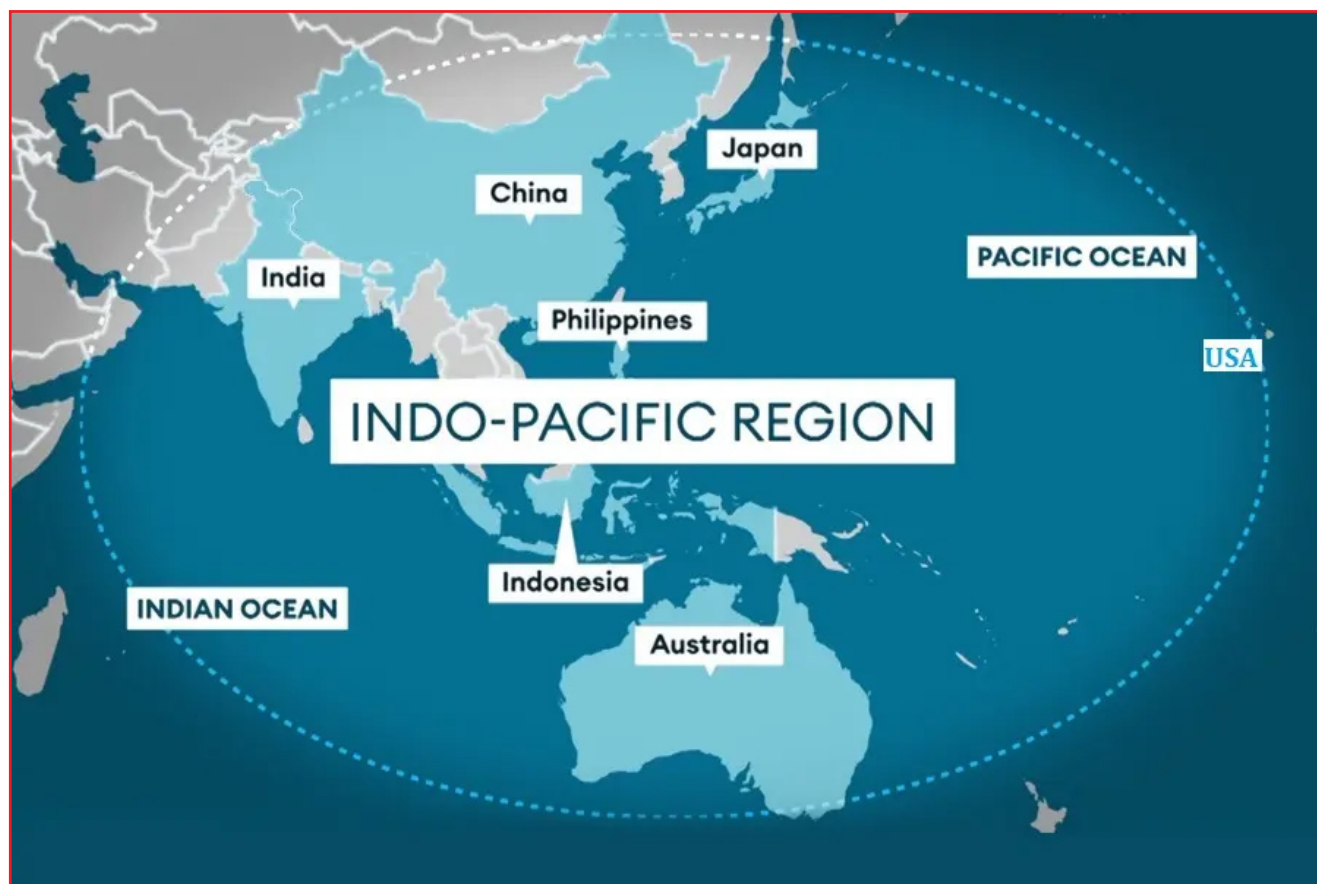 Japan
China
PACIFIC OCEAN
India
Philippines
USA
INDO-PACIFIC REGION
Indonesia
INDIAN OCEAN
Australia